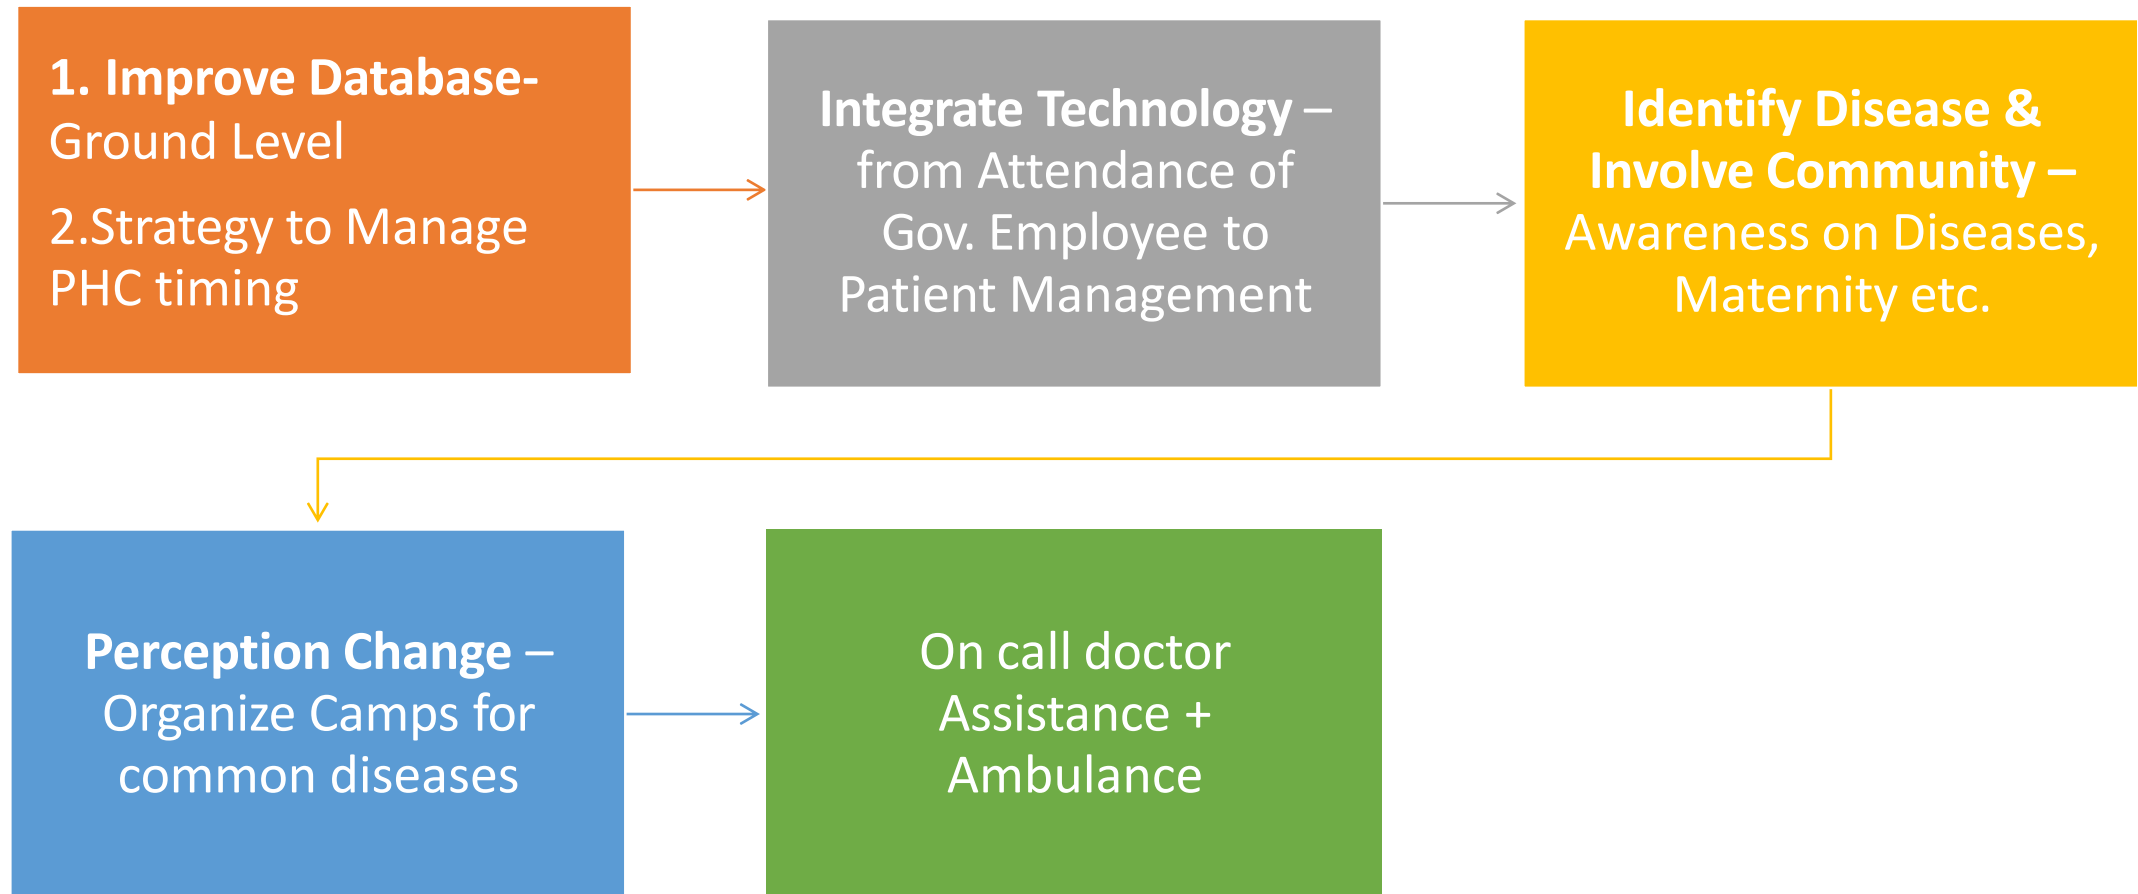 1. Improve Database-
Ground Level
2.Strategy to Manage
PHC timing
Integrate Technology –
from Attendance of
Gov. Employee to
Patient Management
Identify Disease &
Involve Community –
Awareness on Diseases,
Maternity etc.
Perception Change –
Organize Camps for
common diseases
On call doctor
Assistance +
Ambulance